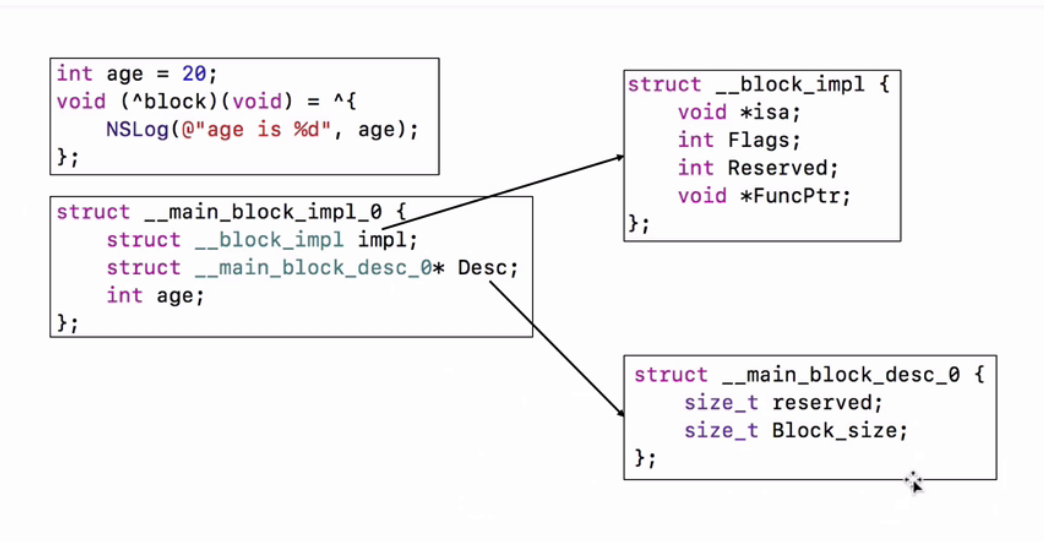 int age = 20;
void (^block)(void) = ^{
    NSLog(@"age is %d", age);
};
struct __main_block_impl_0 {
    struct __block_impl impl;
    struct __main_block_desc_0* Desc;
    int age;
};
struct __block_impl {
    void *isa;
    int Flags;
    int Reserved;
    void *FuncPtr;
};
struct __main_block_desc_0 {
    size_t reserved;
    size_t Block_size;
};